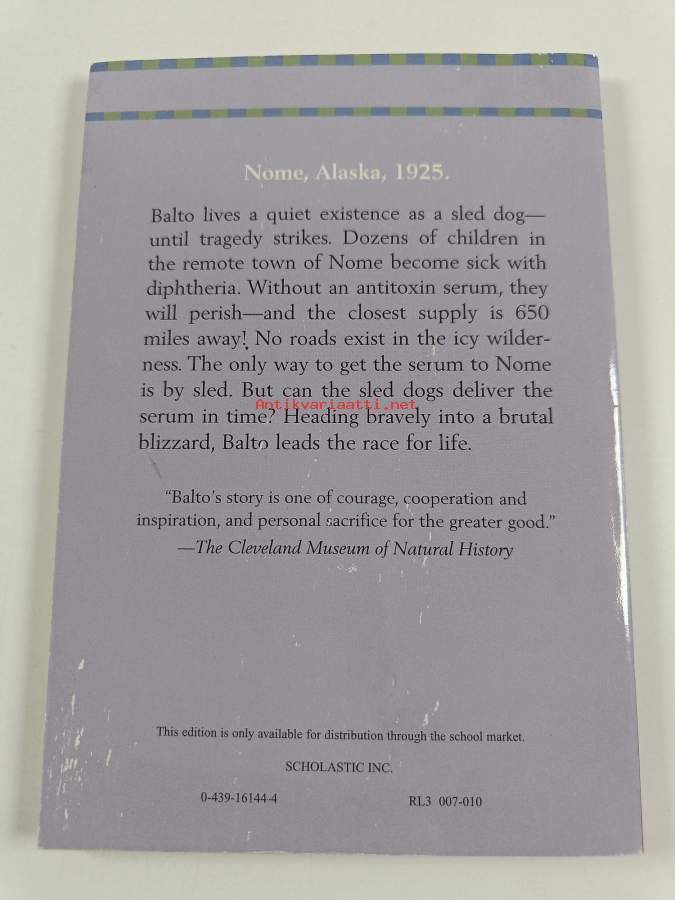 Nome, Alaska, 1925.
Balto lives a quiet existence as a sled dog—
until tragedy strikes. Dozens of children in
the remote town of Nome become sick with
diphtheria. Without an antitoxin serum, they
will perish—and the closest supply is 650
miles away! No roads exist in the icy wilder-
ness. The only way to get the serum to Nome
is by sled. But can the sled dogs deliver the
Antikvariaatti.net
serum in time? Heading bravely into a brutal
blizzard, Balto leads the race for life.
“Balto’s story is one of courage, cooperation and
inspiration, and personal sacrifice for the greater good.”
—The Cleveland Museum of Natural History
This edition is only available for distribution through the school market.
SCHOLASTIC INC.
0-439-16144-4 RL3 007-010